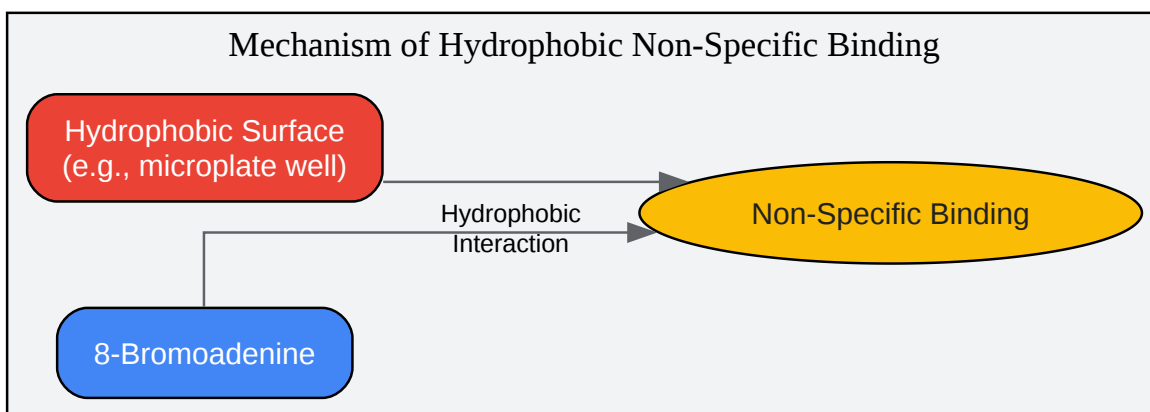 Mechanism of Hydrophobic Non-Specific Binding
Hydrophobic Surface
(e.g., microplate well)
Hydrophobic
Interaction
Non-Specific Binding
8-Bromoadenine